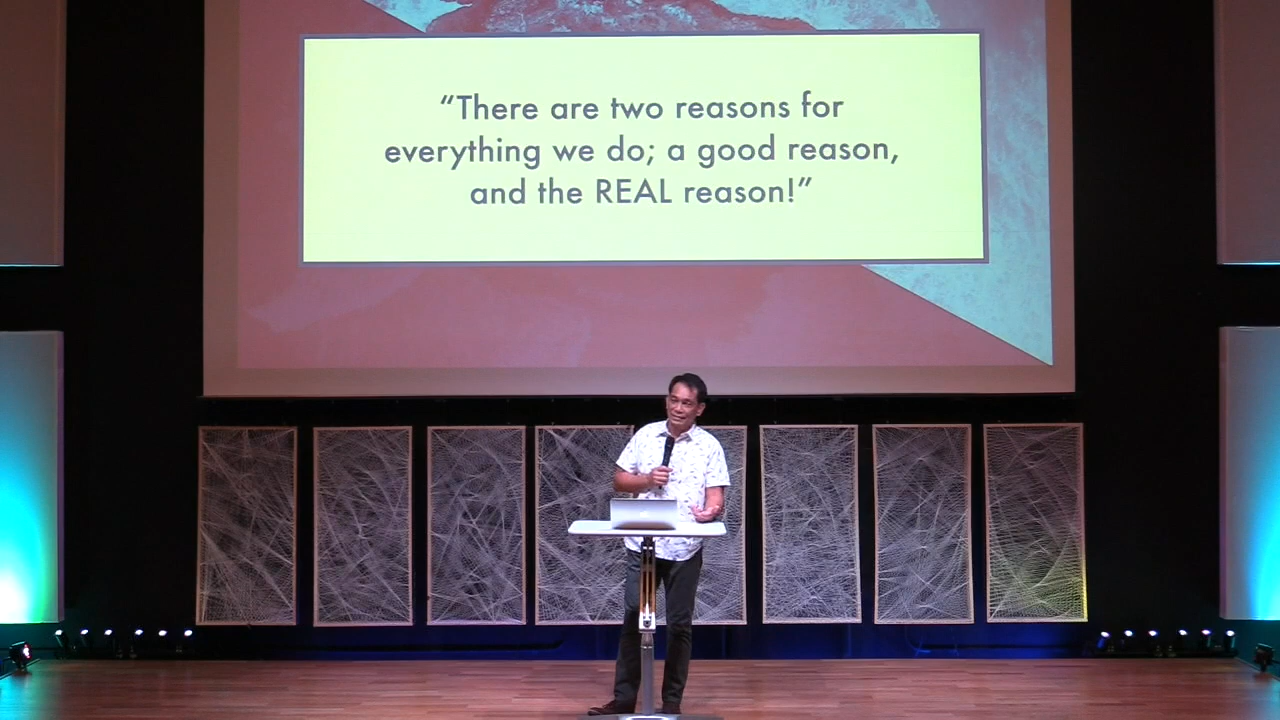 “There are two reasons for
everything we do; a good reason,
and the REAL reason!”